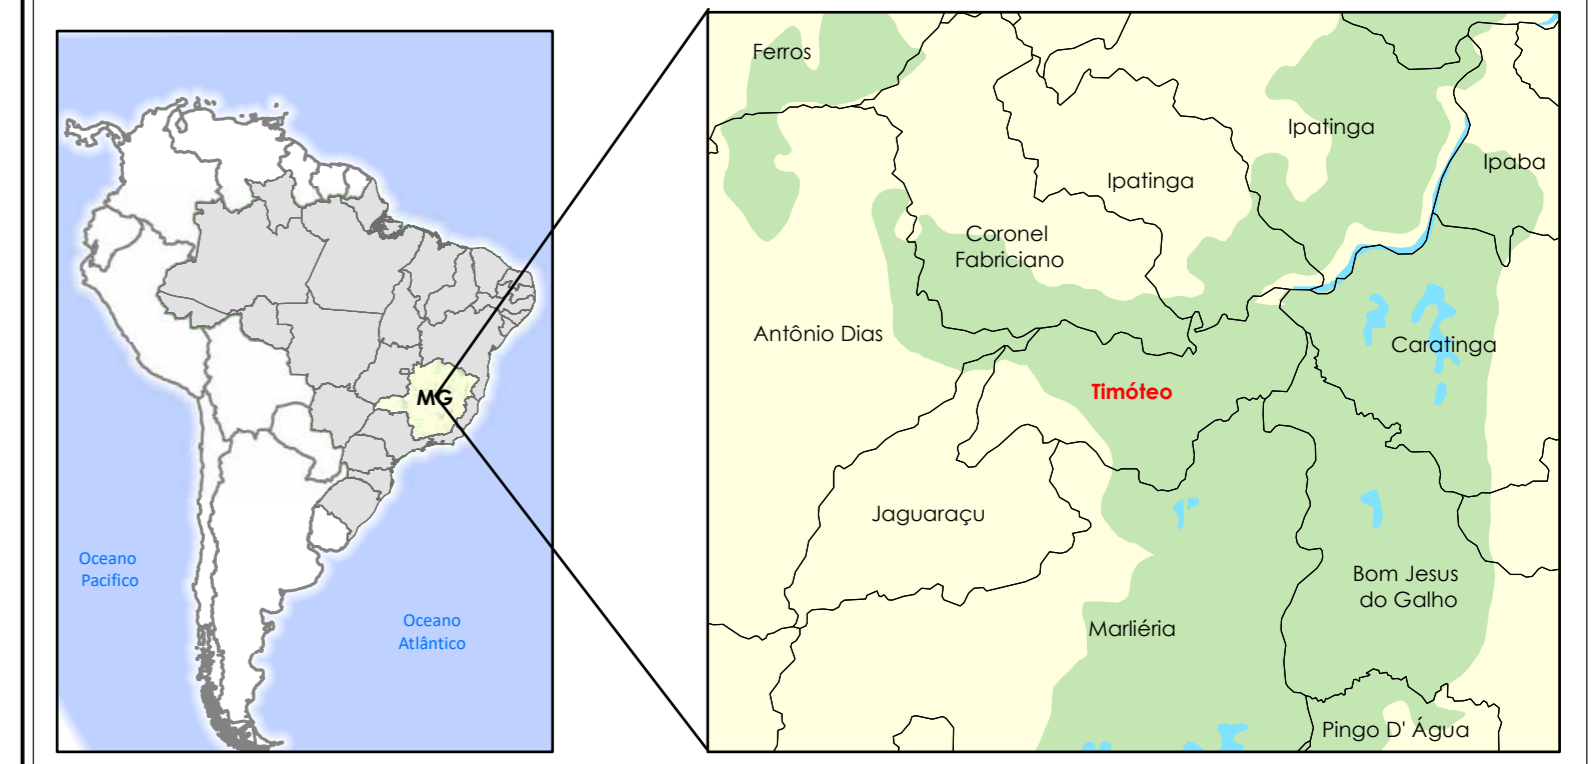 MG
Oceano
Pacifico
Oceano
Atlântico
Ferros
Ipatinga
Ipaba
Ipatinga
Coronel
Fabriciano
Antônio Dias
Caratinga
Timóteo
Jaguaraçu
Bom Jesus
do Galho
Marliéria
Pingo D' Água